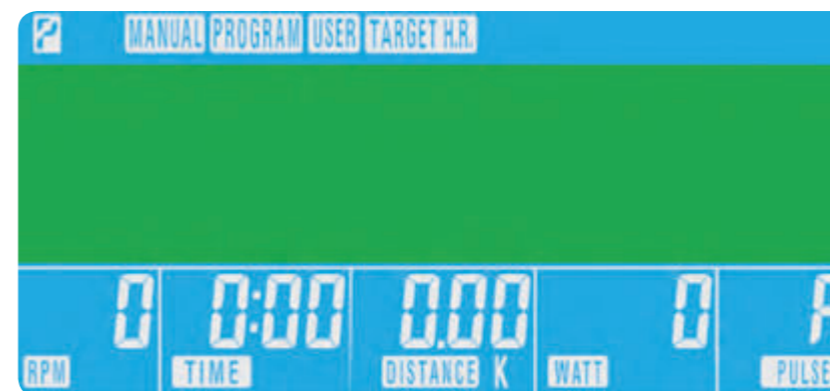 MANUAL PROGRAM USER TARGET H.R.
0 0:00 0.00 0 P
RPM TIME DISTANCE K WATT PULSE